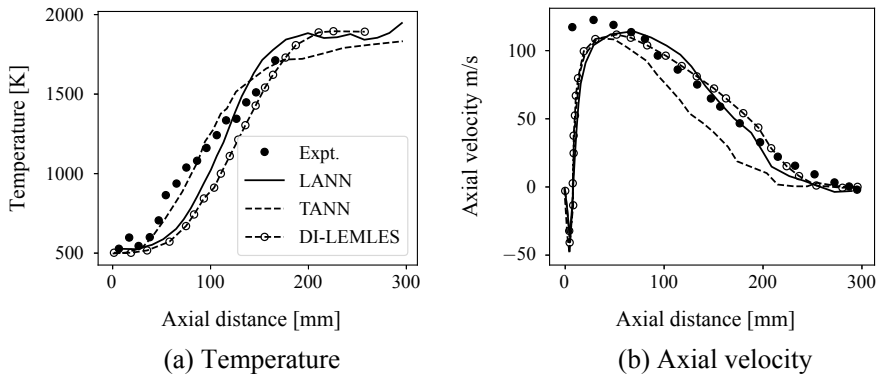 2000
1500
1000
500
Temperature [K]
0
100
200
300
Axial distance [mm]
Expt.
LANN
TANN
DI-LEMLES
(a) Temperature
100
50
0
−50
Axial velocity m/s
0
100
200
300
Axial distance [mm]
(b) Axial velocity